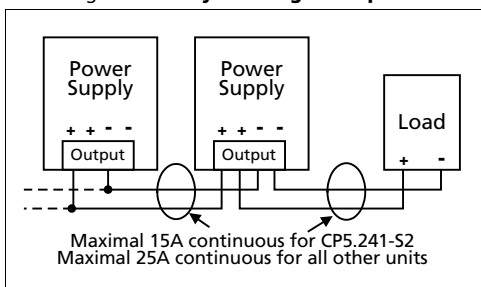 Power
Supply
+ + - -
Output
Power
Supply
+ + - -
Output
Load
+ -
Maximal 15A continuous for CP5.241-S2
Maximal 25A continuous for all other units